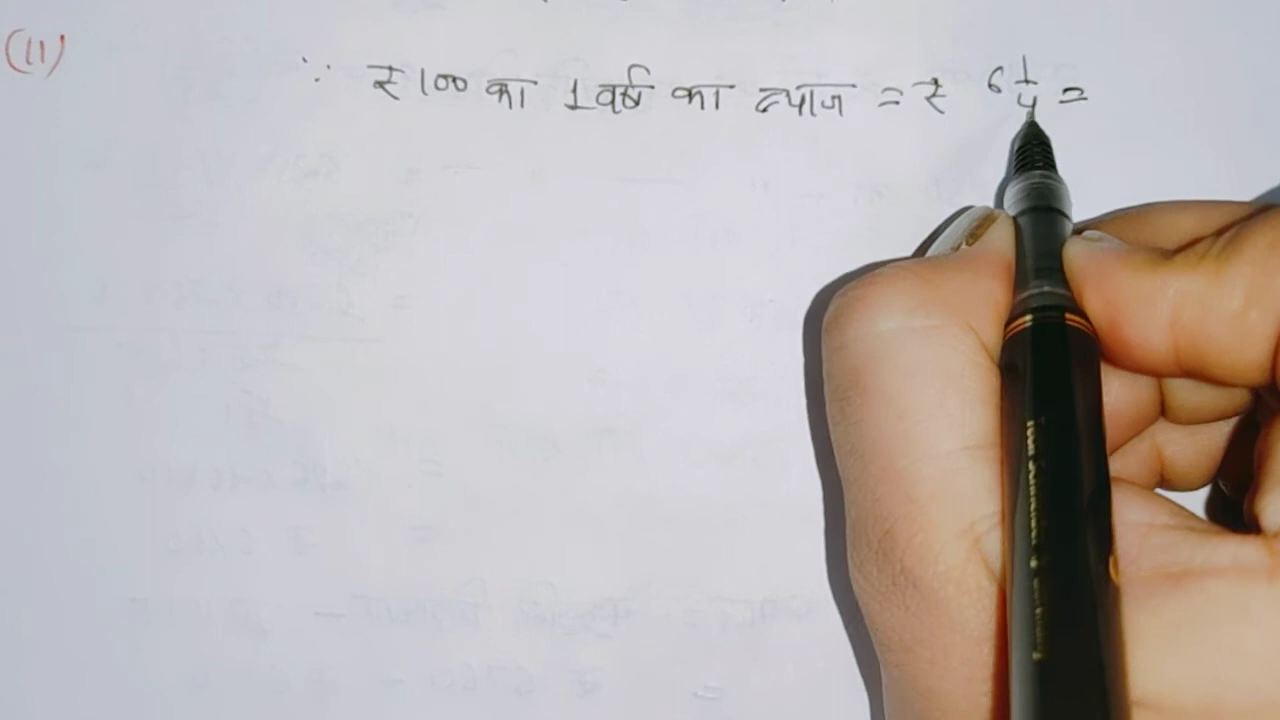 (11)
∵ ₹100 का 1 वर्ष का ब्याज = ₹ 6 1/4 =